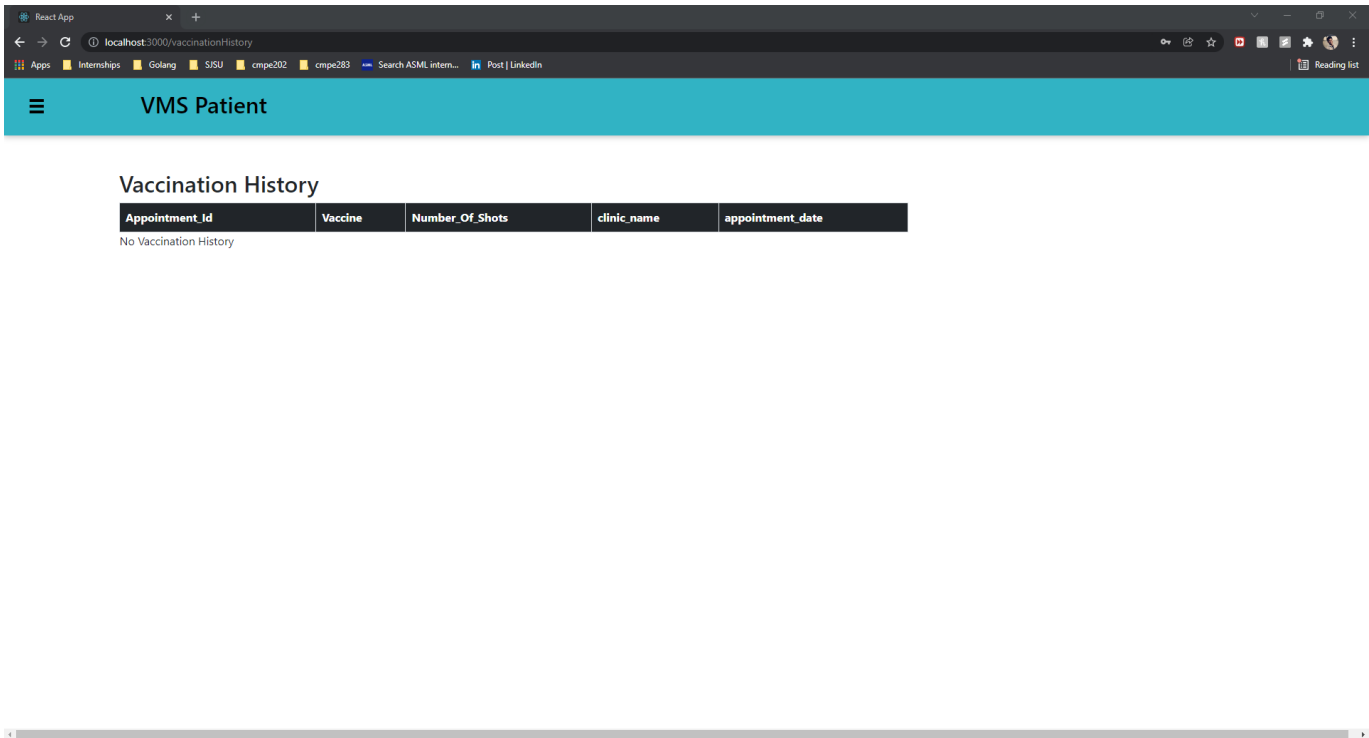 React App
localhost:3000/vaccinationHistory
Apps Internships Golang SJSU cmpe202 cmpe283 Search ASML intern... Post | LinkedIn Reading list
VMS Patient
Vaccination History
Appointment_Id Vaccine Number_Of_Shots clinic_name appointment_date
No Vaccination History